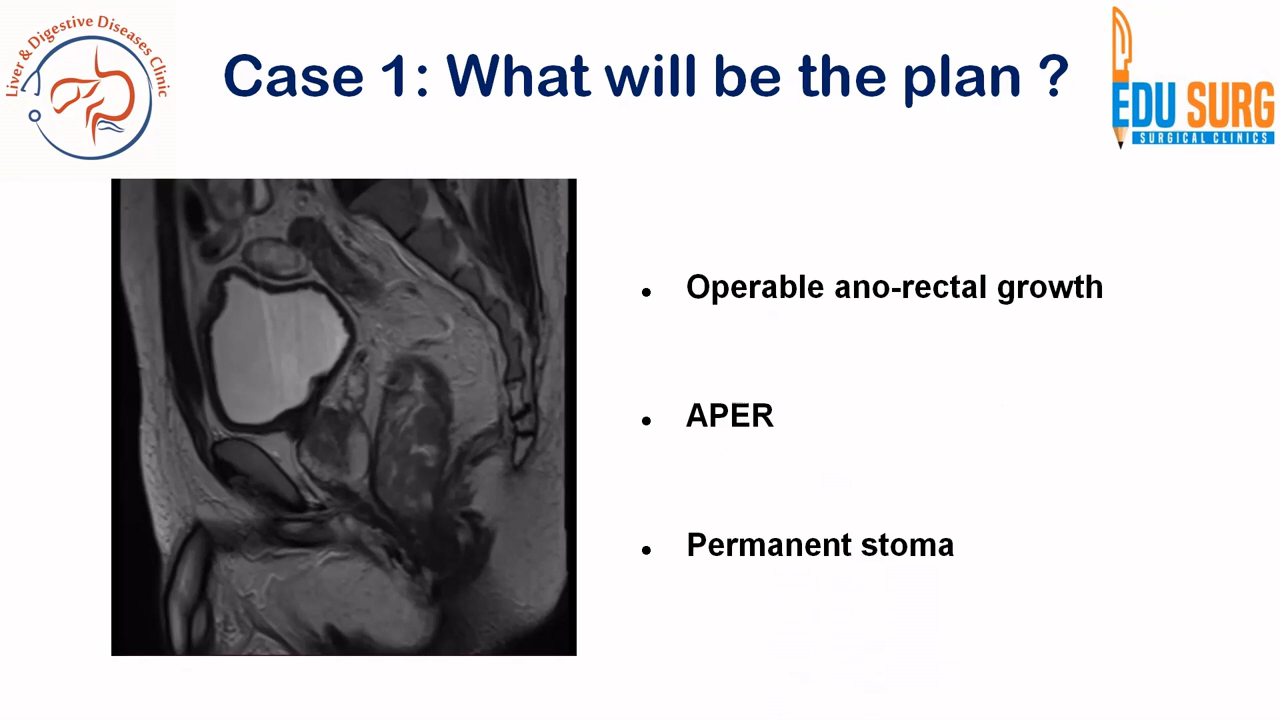 Liver & Digestive Diseases Clinic
Case 1: What will be the plan ?
EDU SURG
SURGICAL CLINICS
• Operable ano-rectal growth
• APER
• Permanent stoma